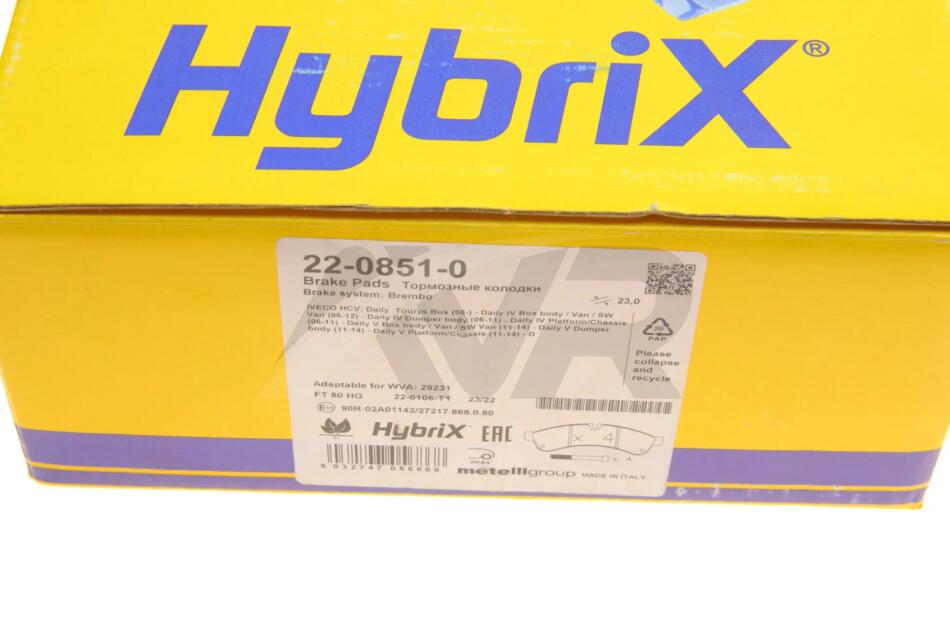 HybriX®
22-0851-0
Brake Pads Тормозные колодки
Brake system: Brembo
23,0
IVECO HCV: Daily Tourys Bus (06-) - Daily IV Box body / Van / SW
Van (06-12) - Daily IV Dumper body (06-11) - Daily IV Platform/Chassis
(06-11) - Daily V Box body / Van / SW Van (11-14) - Daily V Dumper
body (11-14) - Daily V Platform/Chassis (11-14) - D
20
PAP
Please
collapse
and
recycle
AVR
Adaptable for WVA: 29231
FT 80 HG 22-0106-T1 23/22
E11 90R-02A01142/27217 868.0.80
HybriX EAC
x 4
x 4
8 032747 056868
REAR
metelligroup MADE IN ITALY